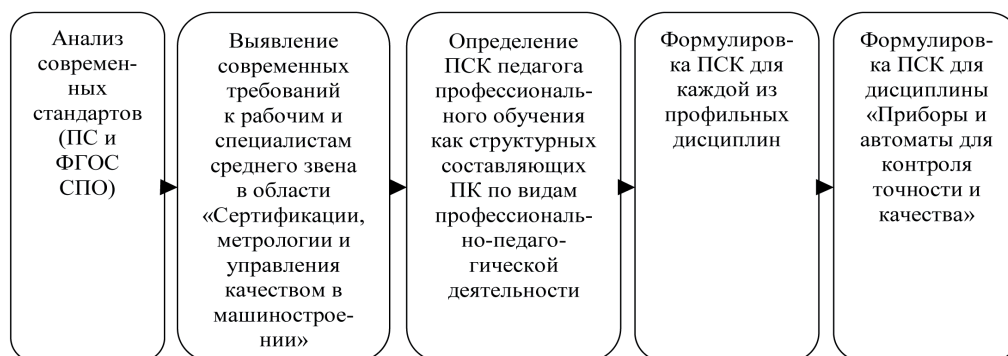 Анализ
современ-
ных
стандартов
(ПС и
ФГОС
СПО)
Выявление
современных
требований
к рабочим и
специалистам
среднего звена
в области
«Сертификации,
метрологии и
управления
качеством в
машинострое-
нии»
Определение
ПСК педагога
профессиональ-
ного обучения
как структурных
составляющих
ПК по видам
профессиональ-
но-педаго-
гической
деятельности
Формулиров-
ка ПСК для
каждой из
профильных
дисциплин
Формулиров-
ка ПСК для
дисциплины
«Приборы и
автоматы для
контроля
точности и
качества»